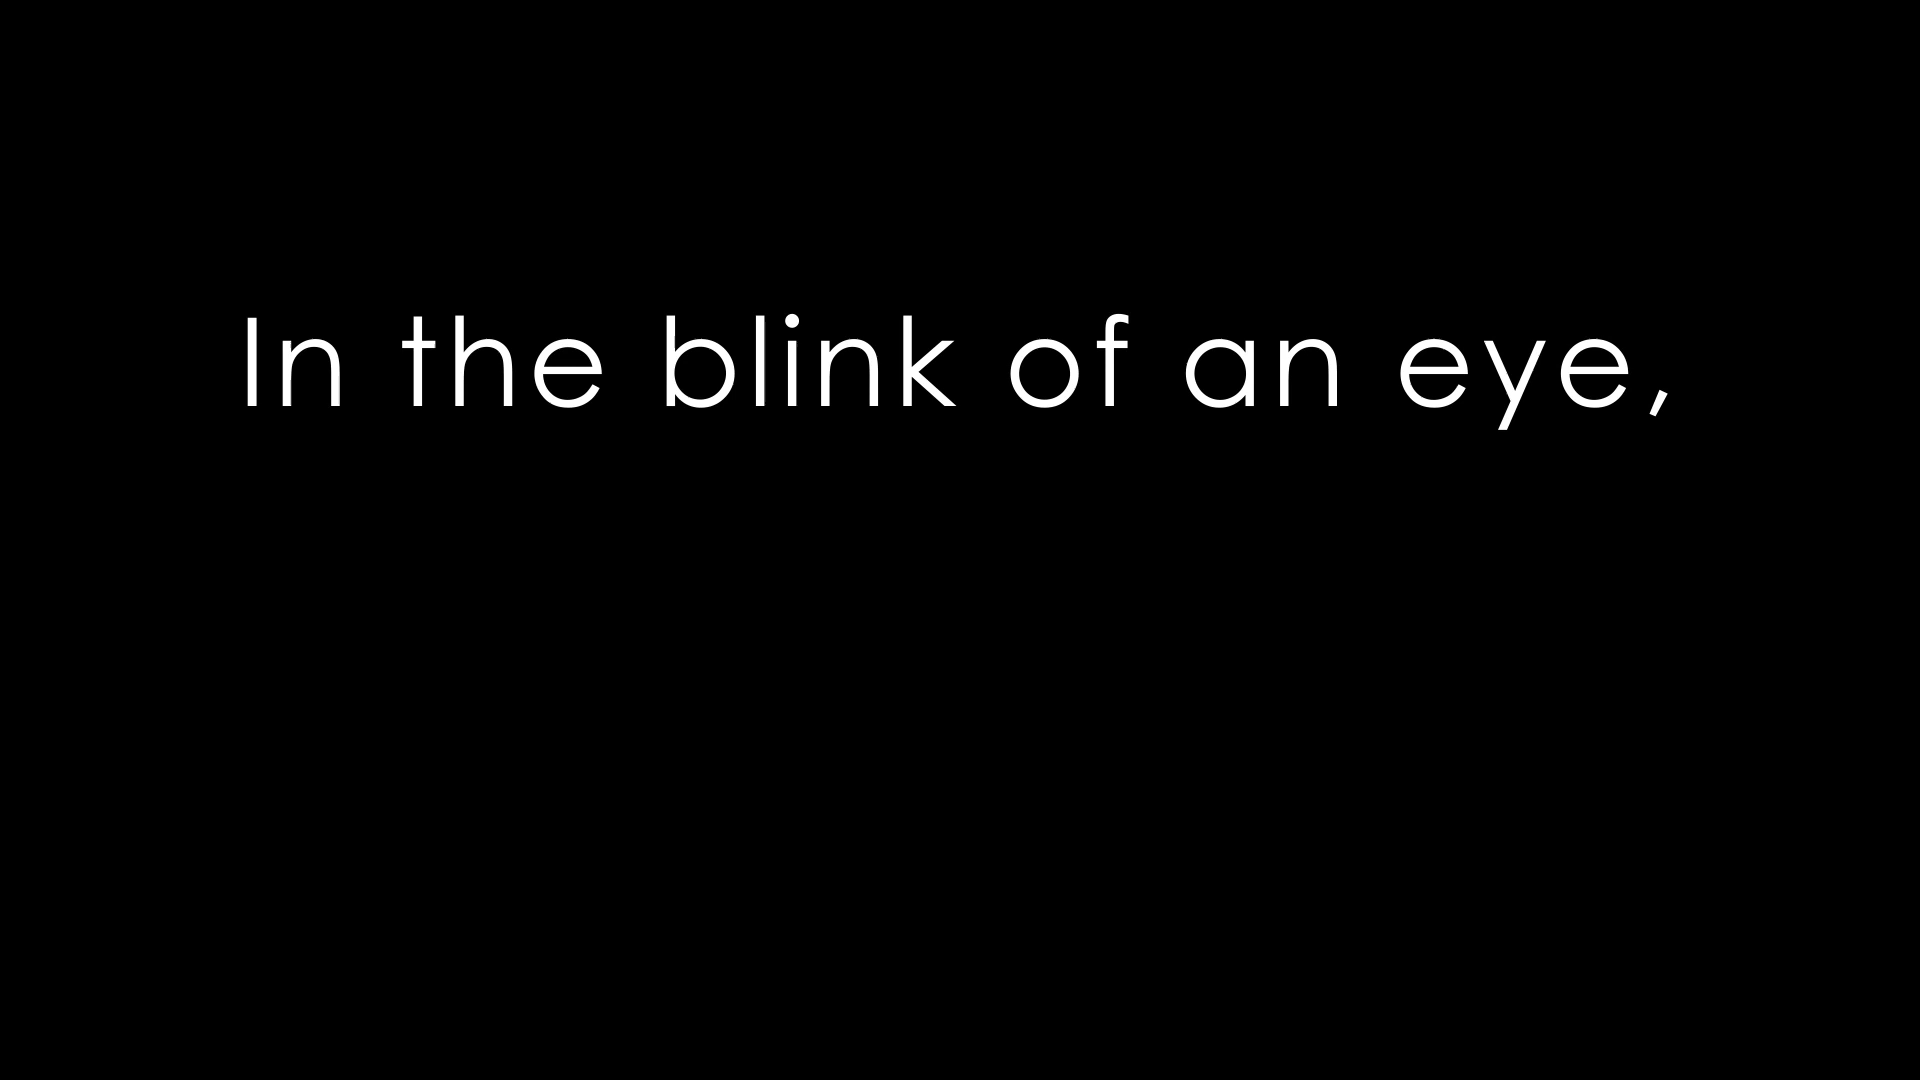 In the blink of an eye,